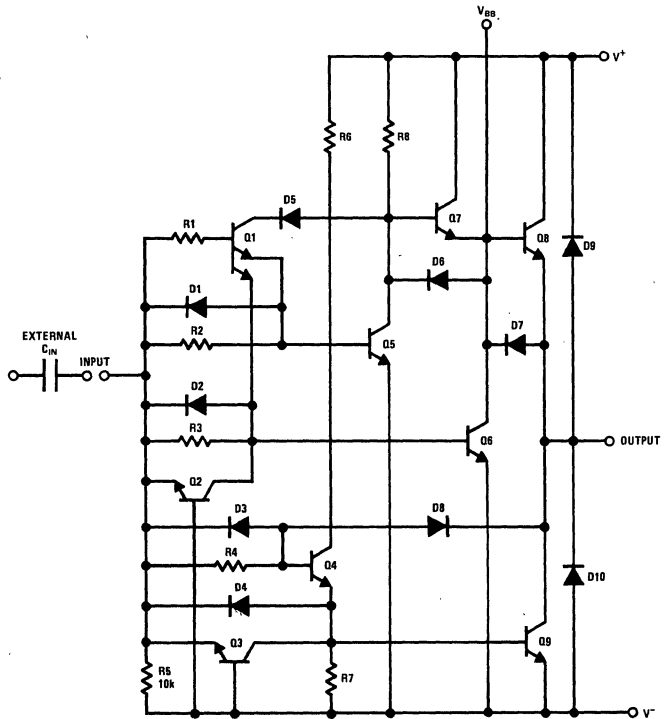 VBB
V+
R6
R8
D5
Q7
R1
Q1
Q8
D9
D6
D1
D7
EXTERNAL
CIN
INPUT
R2
Q5
D2
R3
Q6
OUTPUT
Q2
D3
D8
R4
Q4
D10
D4
Q3
Q9
R5
10k
R7
V−